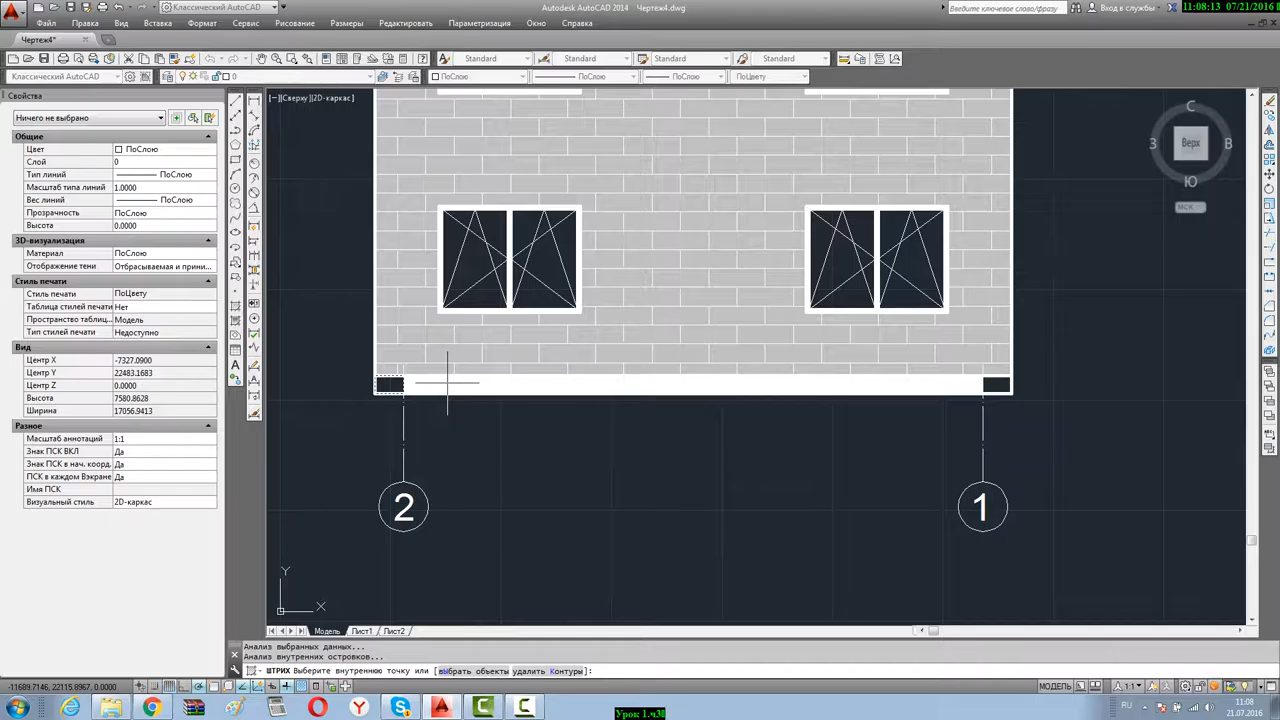 Классический AutoCAD
Autodesk AutoCAD 2014 Чертеж4.dwg
Введите ключевое слово/фразу
Вход в службы
11:08:13 07/21/2016
Файл Правка Вид Вставка Формат Сервис Рисование Размеры Редактировать Параметризация Окно Справка
Чертеж4*
Standard Standard Standard Standard
Классический AutoCAD 0 ПоСлою ПоСлою ПоСлою ПоЦвету
Свойства
[−][Сверху][2D-каркас]
Ничего не выбрано
Общие
Цвет ПоСлою
Слой 0
Тип линий ПоСлою
Масштаб типа линий 1.0000
Вес линий ПоСлою
Прозрачность ПоСлою
Высота 0.0000
3D-визуализация
Материал ПоСлою
Отображение тени Отбрасываемая и прини...
Стиль печати
Стиль печати ПоЦвету
Таблица стилей печати Нет
Пространство таблиц... Модель
Тип стилей печати Недоступно
Вид
Центр X -7327.0900
Центр Y 22483.1683
Центр Z 0.0000
Высота 7580.8628
Ширина 17056.9413
Разное
Масштаб аннотаций 1:1
Знак ПСК ВКЛ Да
Знак ПСК в нач. коорд. Да
ПСК в каждом Вэкране Да
Имя ПСК
Визуальный стиль 2D-каркас
С
З Верх В
Ю
МСК
2 1
Y
X
Модель Лист1 Лист2
Анализ выбранных данных...
Анализ внутренних островков...
ШТРИХ Выберите внутреннюю точку или [выБрать объекты удалить Контуры]:
-11689.7146, 22115.8967, 0.0000
МОДЕЛЬ 1:1
RU
11:08
21.07.2016
Урок 1.ч38